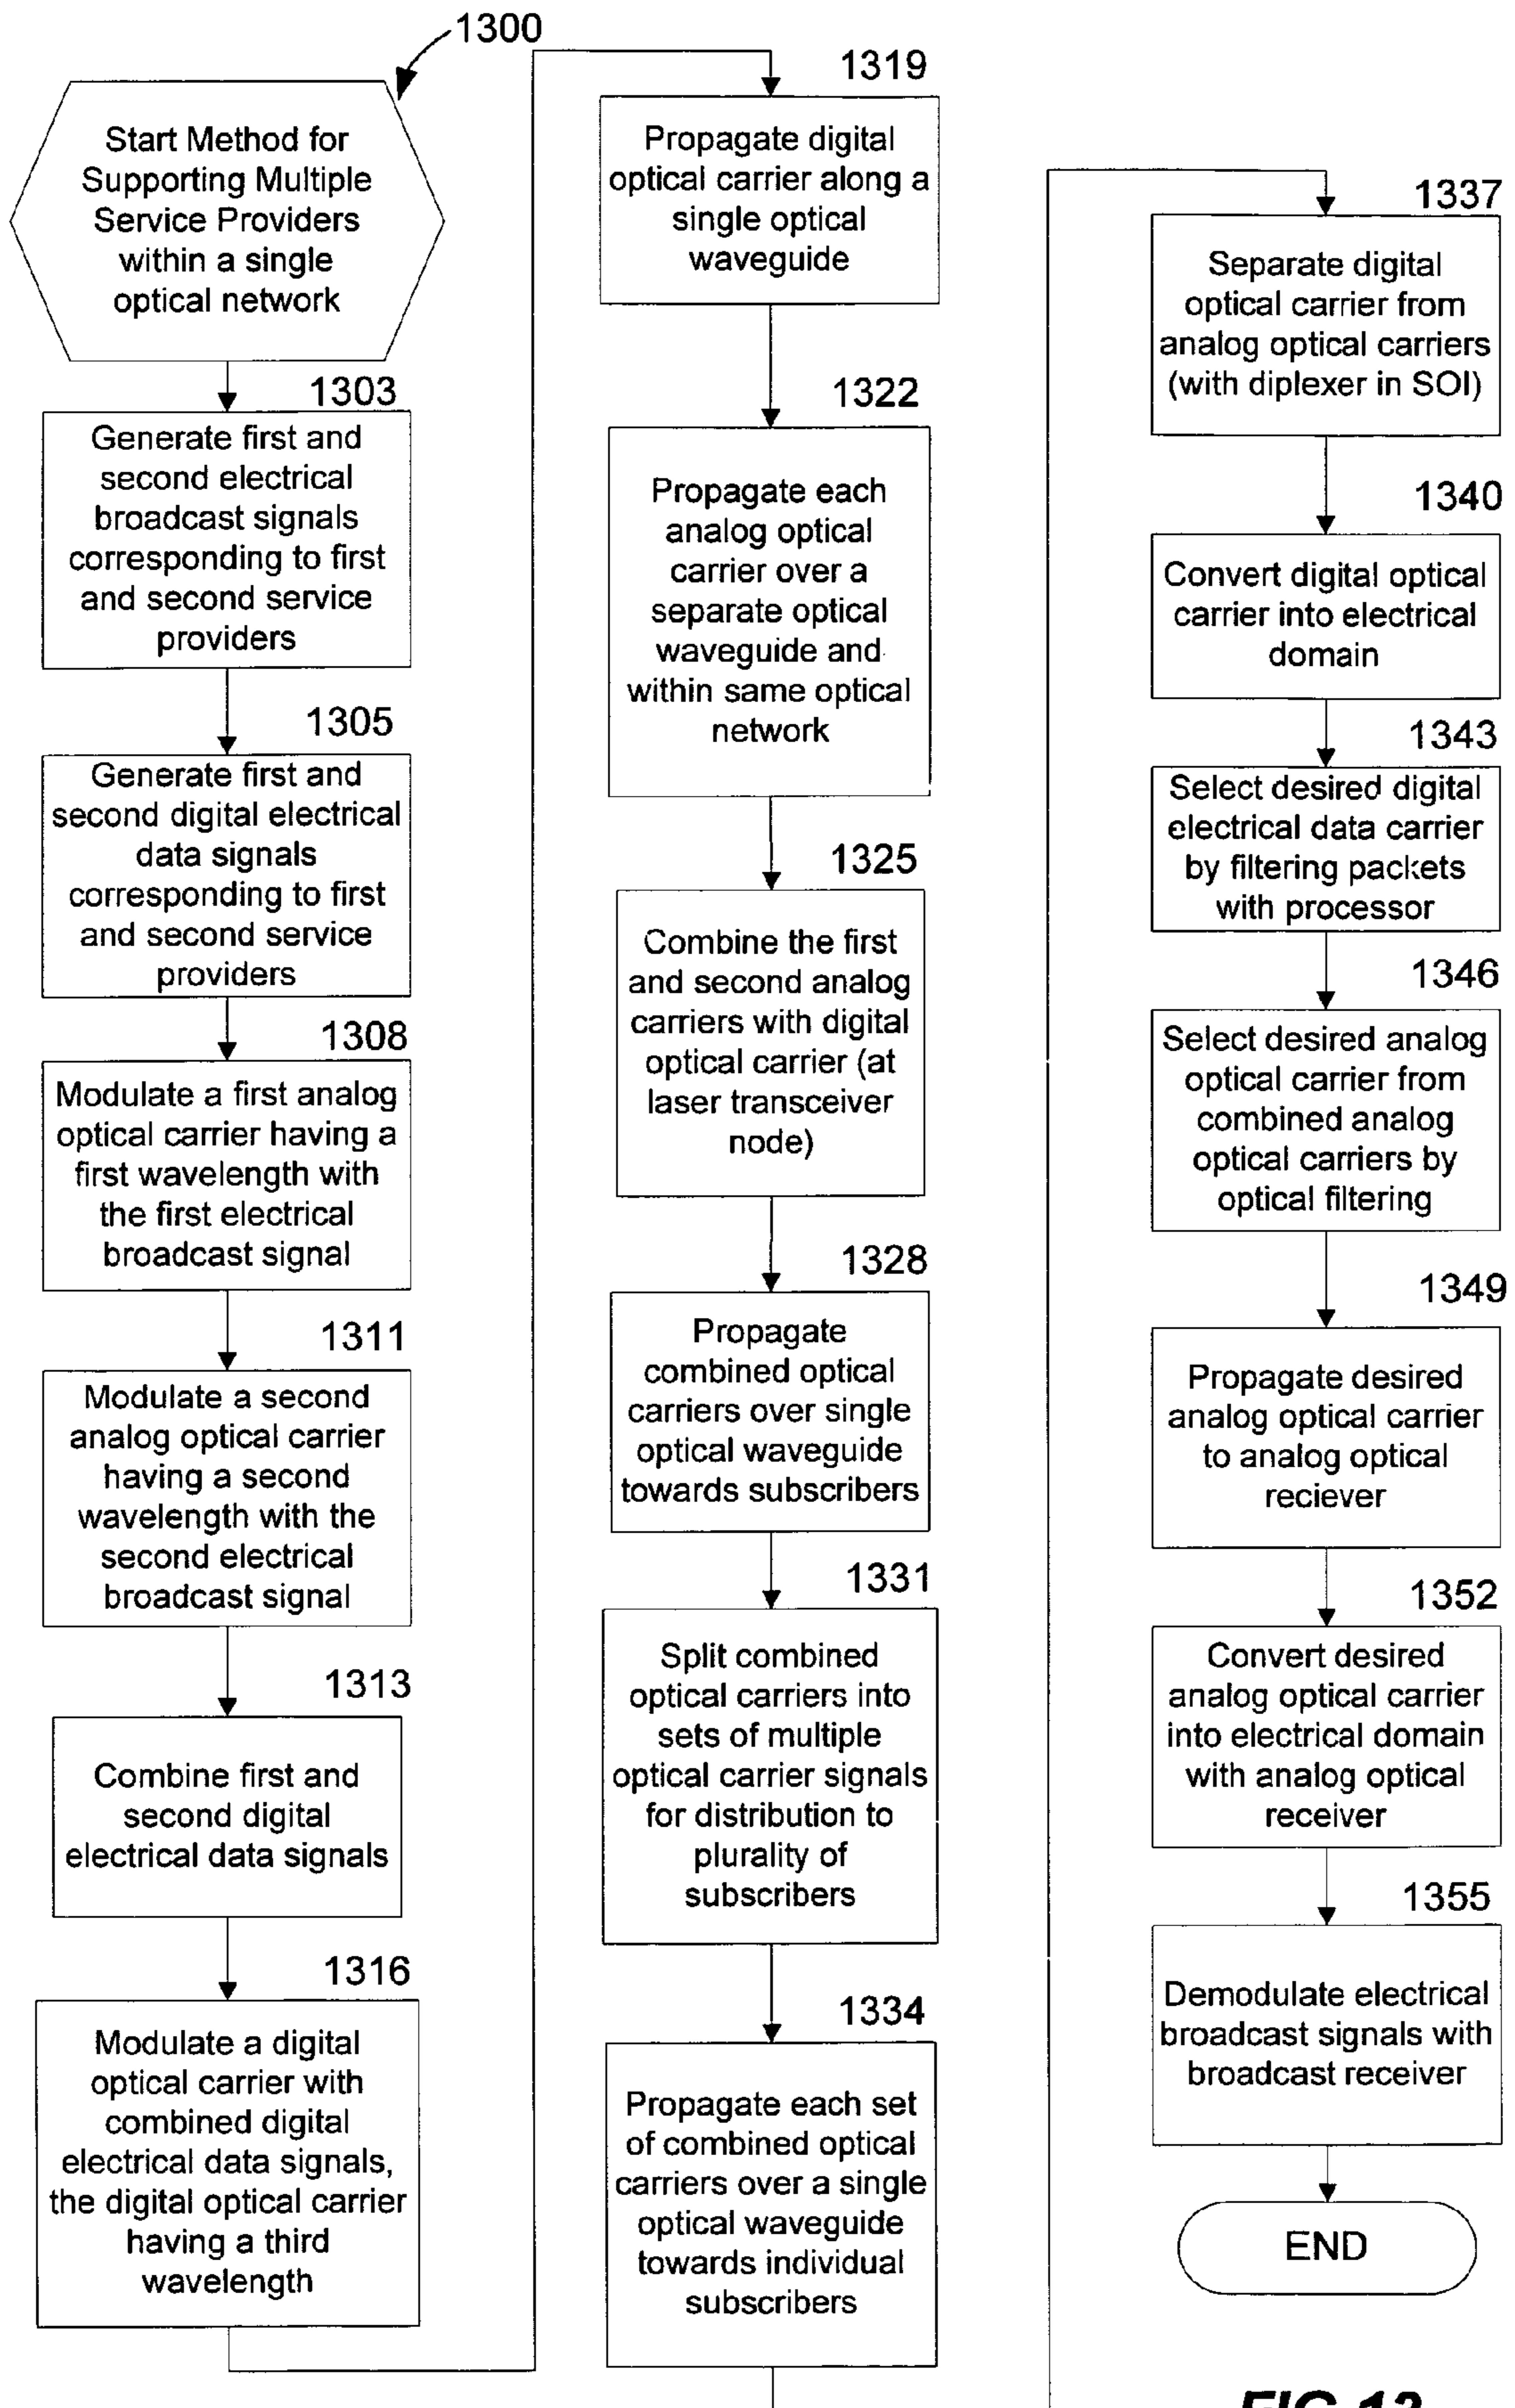 1300
Start Method for
Supporting Multiple
Service Providers
within a single
optical network
1303
Generate first and
second electrical
broadcast signals
corresponding to first
and second service
providers
1305
Generate first and
second digital electrical
data signals
corresponding to first
and second service
providers
1308
Modulate a first analog
optical carrier having a
first wavelength with
the first electrical
broadcast signal
1311
Modulate a second
analog optical carrier
having a second
wavelength with the
second electrical
broadcast signal
1313
Combine first and
second digital
electrical data signals
1316
Modulate a digital
optical carrier with
combined digital
electrical data signals,
the digital optical carrier
having a third
wavelength
1319
Propagate digital
optical carrier along a
single optical
waveguide
1322
Propagate each
analog optical
carrier over a
separate optical
waveguide and
within same optical
network
1325
Combine the first
and second analog
carriers with digital
optical carrier (at
laser transceiver
node)
1328
Propagate
combined optical
carriers over single
optical waveguide
towards subscribers
1331
Split combined
optical carriers into
sets of multiple
optical carrier signals
for distribution to
plurality of
subscribers
1334
Propagate each set
of combined optical
carriers over a single
optical waveguide
towards individual
subscribers
1337
Separate digital
optical carrier from
analog optical carriers
(with diplexer in SOI)
1340
Convert digital optical
carrier into electrical
domain
1343
Select desired digital
electrical data carrier
by filtering packets
with processor
1346
Select desired analog
optical carrier from
combined analog
optical carriers by
optical filtering
1349
Propagate desired
analog optical carrier
to analog optical
reciever
1352
Convert desired
analog optical carrier
into electrical domain
with analog optical
receiver
1355
Demodulate electrical
broadcast signals with
broadcast receiver
END
FIG.13